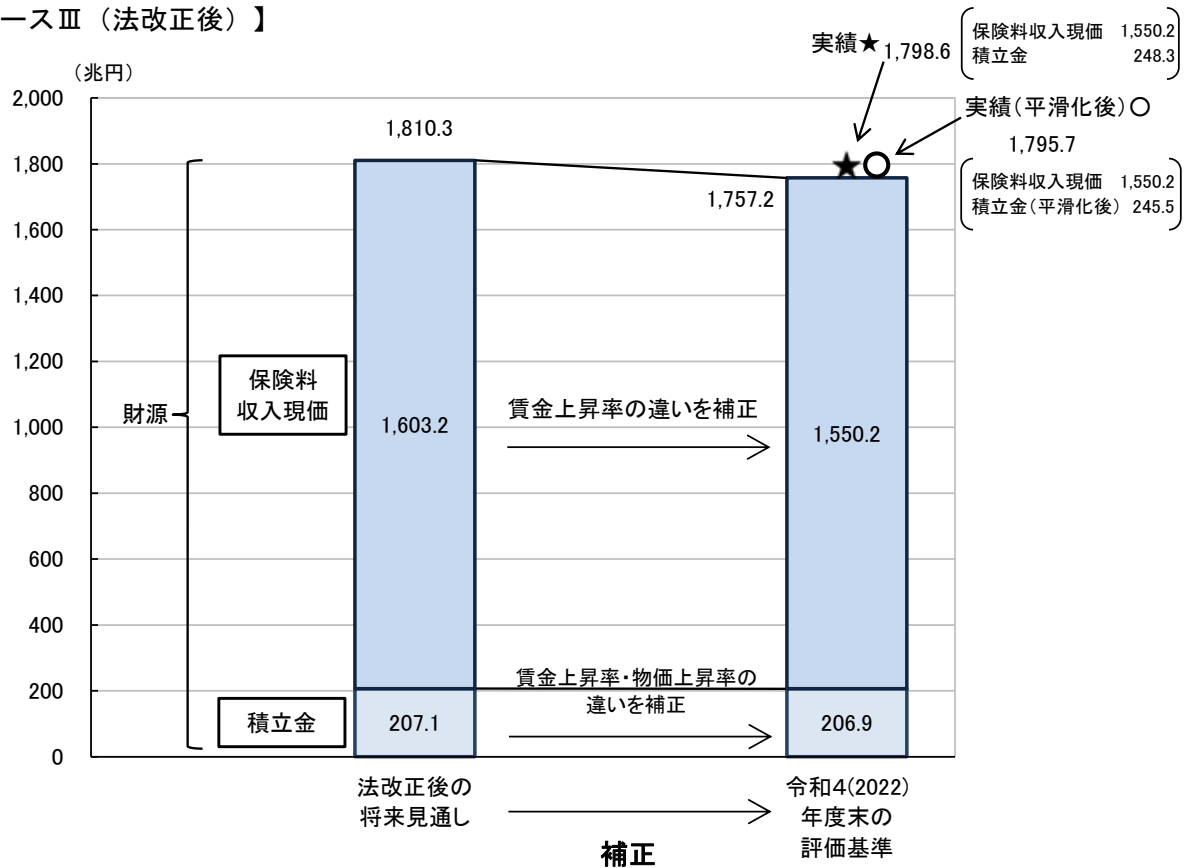 ースⅢ（法改正後）】
実績★ 1,798.6
保険料収入現価 1,550.2
積立金 248.3
実績(平滑化後)○
1,795.7
保険料収入現価 1,550.2
積立金(平滑化後) 245.5
（兆円）
2,000
1,800
1,600
1,400
1,200
1,000
800
600
400
200
0
1,810.3
1,757.2
財源
保険料
収入現価
1,603.2
賃金上昇率の違いを補正
1,550.2
積立金
207.1
賃金上昇率・物価上昇率の
違いを補正
206.9
法改正後の
将来見通し
令和4(2022)
年度末の
評価基準
補正